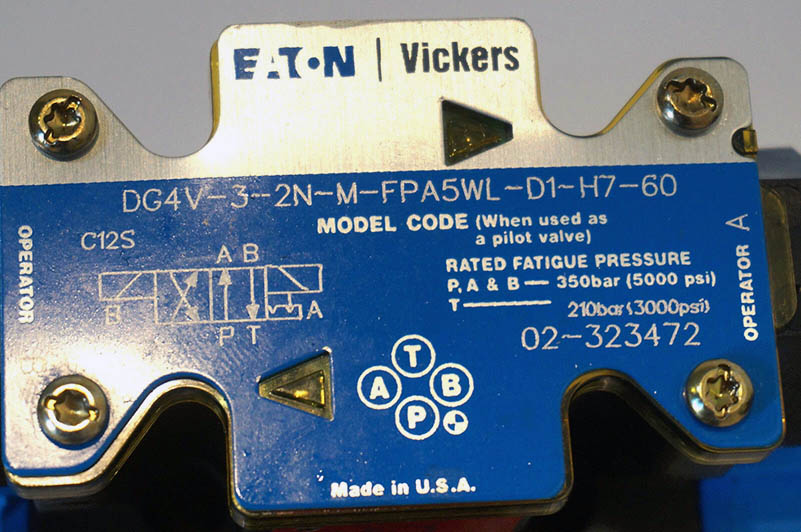 EATON | Vickers
DG4V-3-2N-M-FPA5WL-D1-H7-60
MODEL CODE (When used as
a pilot valve)
C12S
A B
B A
P T
RATED FATIGUE PRESSURE
P, A & B — 350bar (5000 psi)
T — 210bar (3000psi)
02-323472
OPERATOR B
OPERATOR A
T
A B
P
Made in U.S.A.